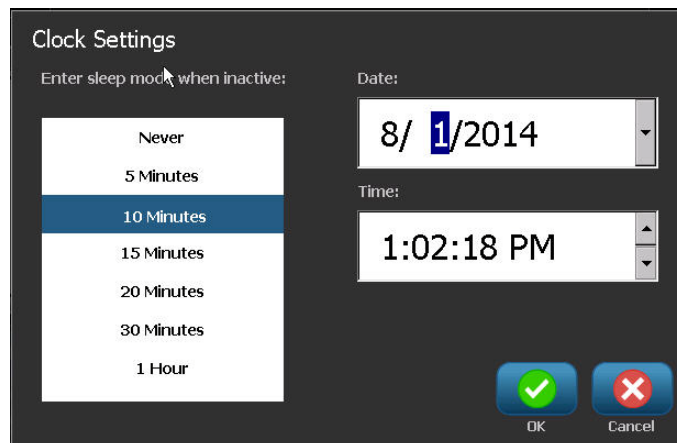 Clock Settings
Enter sleep mode when inactive:
Never
5 Minutes
10 Minutes
15 Minutes
20 Minutes
30 Minutes
1 Hour
Date:
8/ 1/2014
Time:
1:02:18 PM
OK
Cancel